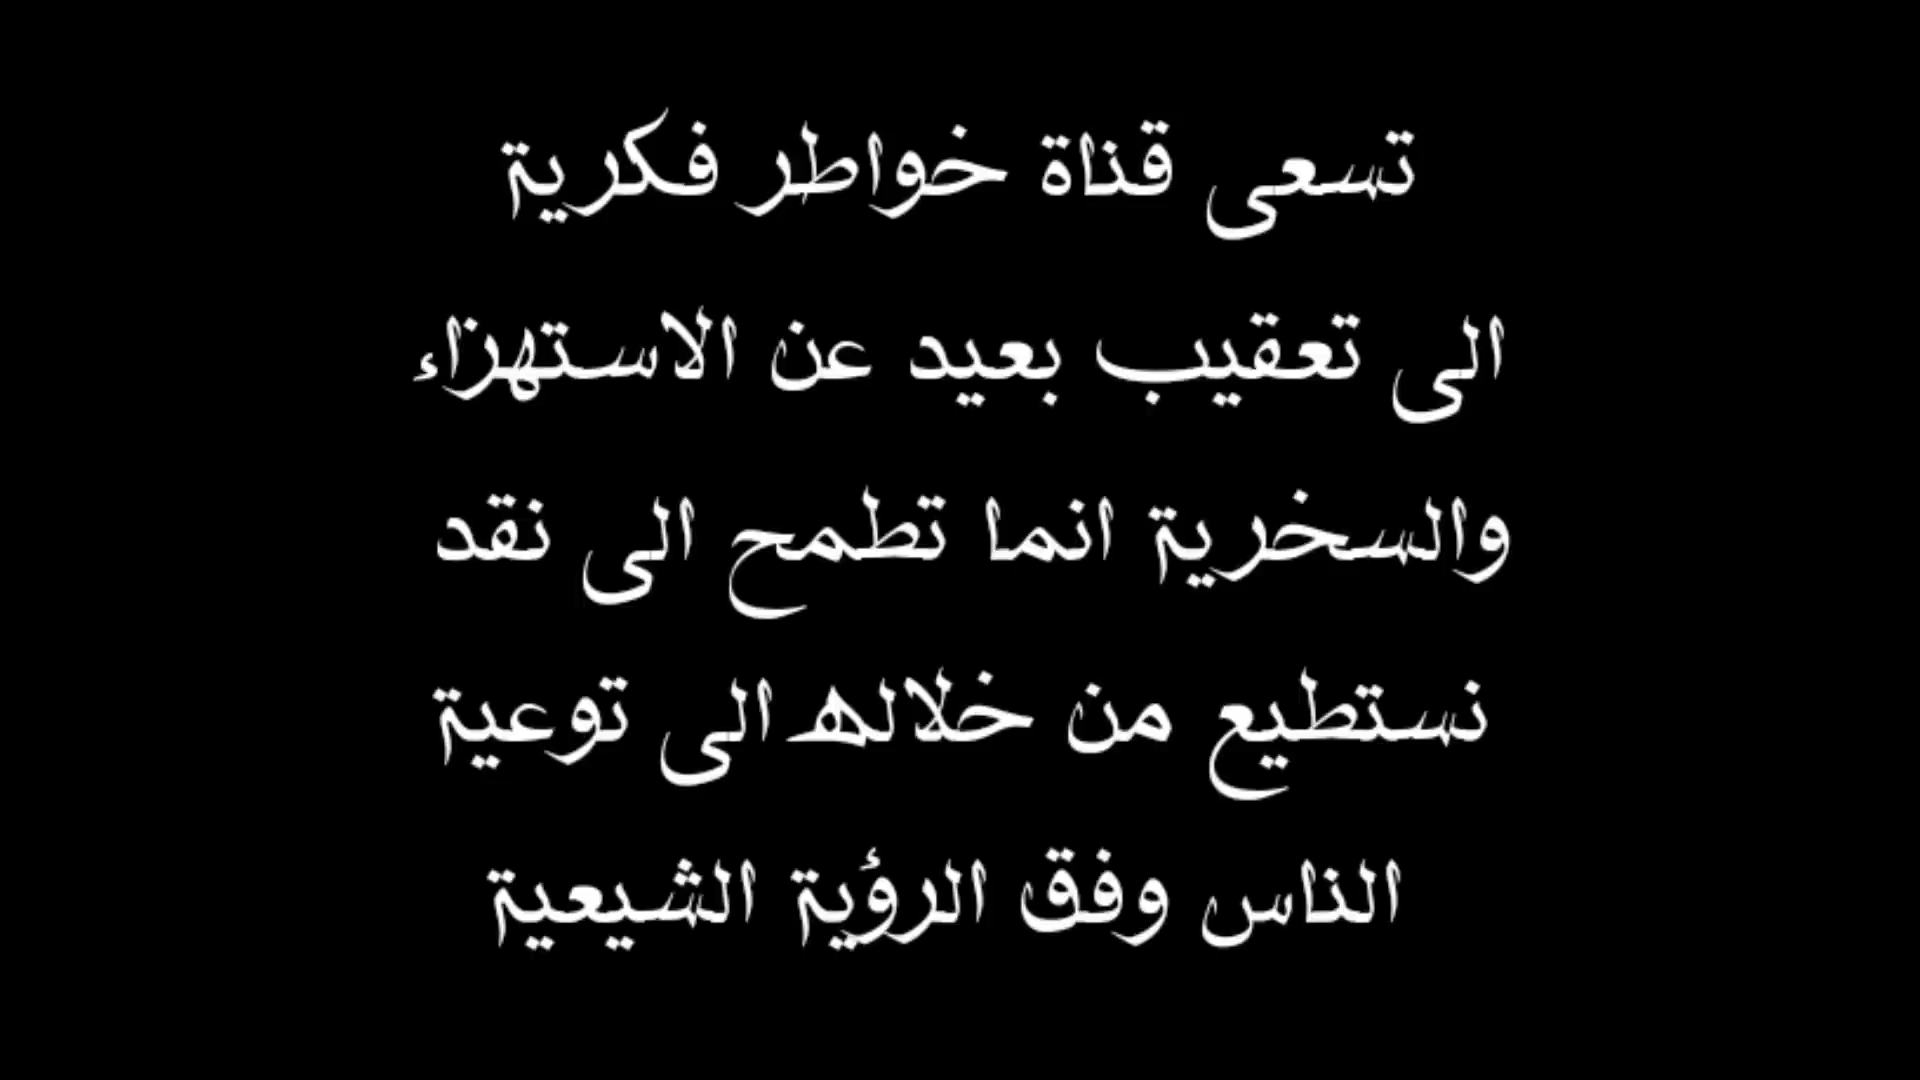 تسعى قناة خواطر فكرية
الى تعقيب بعيد عن الاستهزاء
والسخرية انما تطمح الى نقد
نستطيع من خلاله الى توعية
الناس وفق الرؤية الشيعية